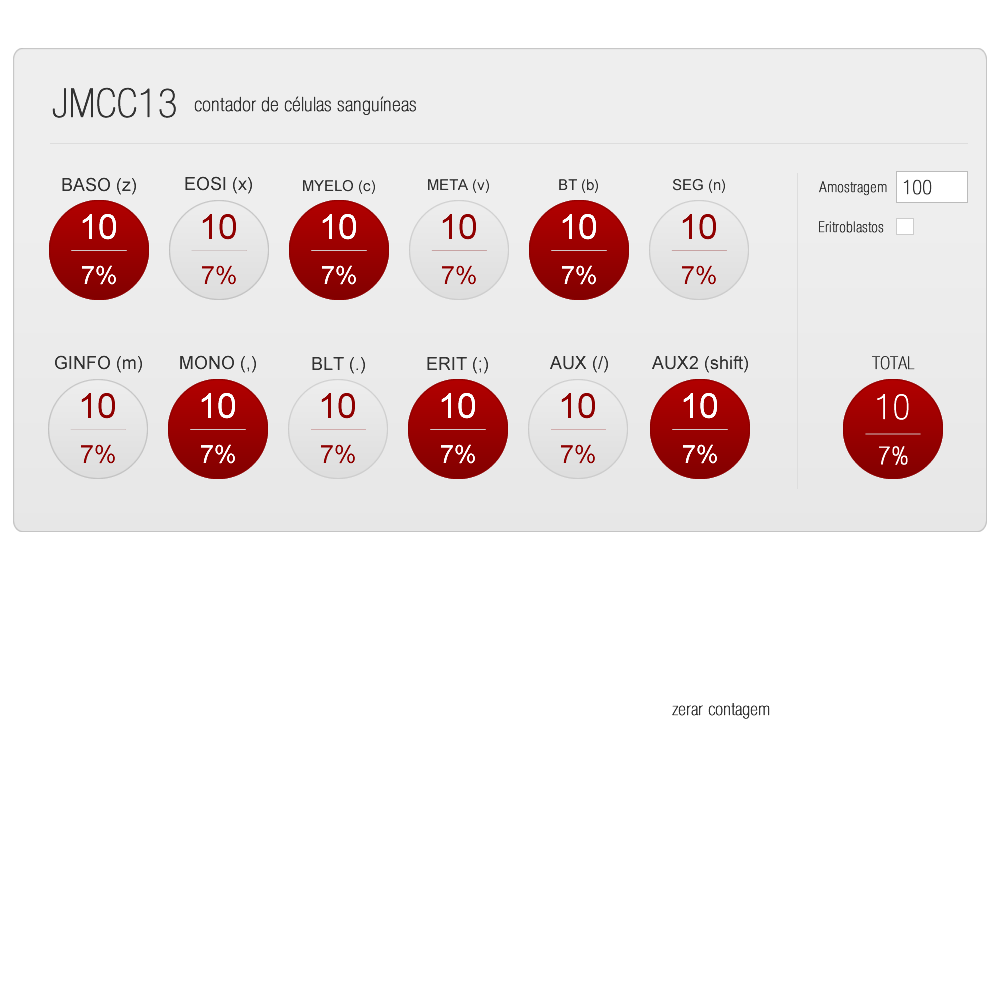 JMCC13 contador de células sanguíneas
BASO (z) EOSI (x) MYELO (c) META (v) BT (b) SEG (n) Amostragem 100
10 10 10 10 10 10 Eritroblastos
7% 7% 7% 7% 7% 7%
GINFO (m) MONO (,) BLT (.) ERIT (;) AUX (/) AUX2 (shift) TOTAL
10 10 10 10 10 10 10
7% 7% 7% 7% 7% 7% 7%
zerar contagem